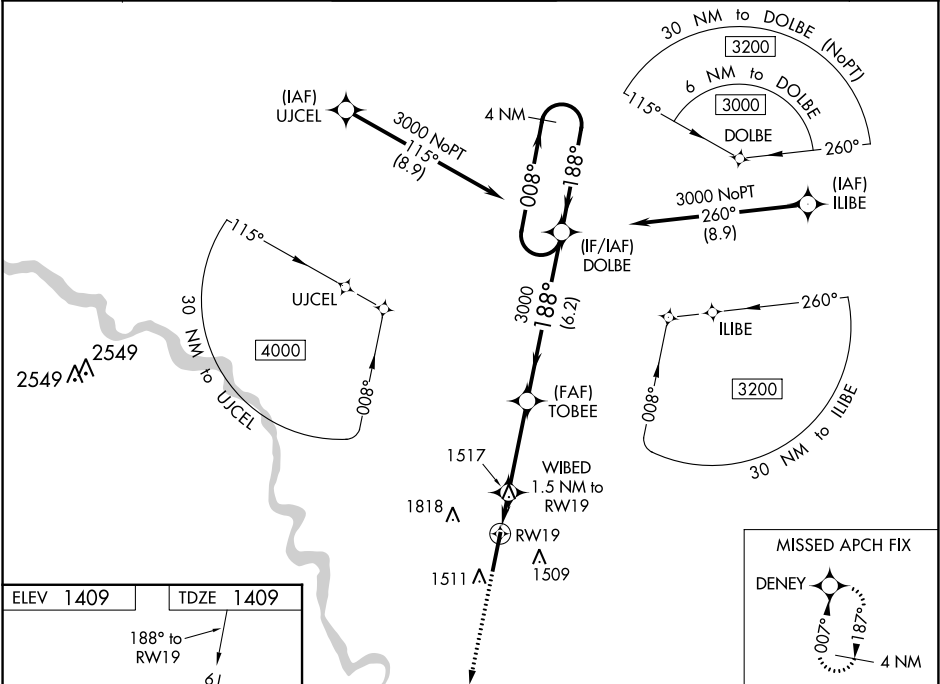 30 NM to DOLBE (NoPT)
3200
6 NM to DOLBE
3000
115°
DOLBE
260°
(IAF)
UJCEL
3000 NoPT
115°
(8.9)
4 NM
008°
188°
(IF/IAF)
DOLBE
3000 NoPT
260°
(8.9)
(IAF)
ILIBE
115°
UJCEL
30 NM to UJCEL
4000
008°
3000
188°
(6.2)
260°
ILIBE
3200
008°
30 NM to ILIBE
2549
2549
(FAF)
TOBEE
1517
WIBED
1.5 NM to
RW19
1818
RW19
1511
1509
MISSED APCH FIX
DENEY
007°
187°
4 NM
ELEV 1409
TDZE 1409
188° to
RW19